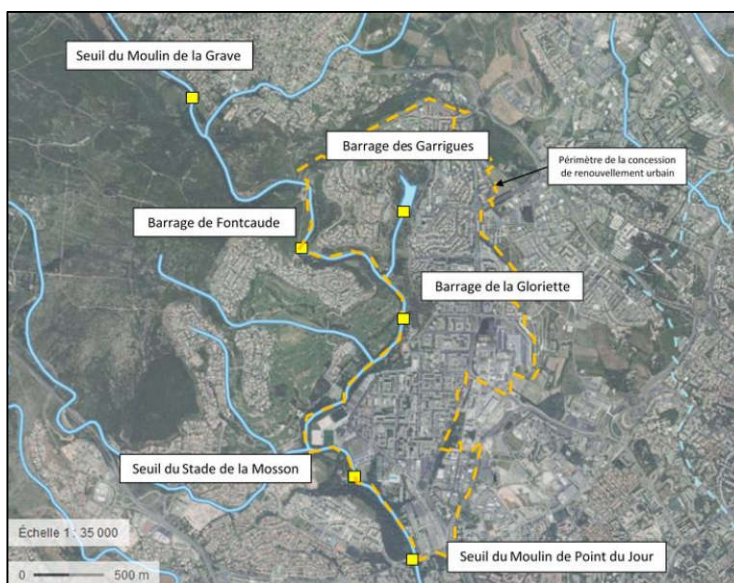 Seuil du Moulin de la Grave
Barrage des Garrigues
Périmètre de la concession
de renouvellement urbain
Barrage de Fontcaude
Barrage de la Gloriette
Seuil du Stade de la Mosson
Échelle 1 : 35 000
Seuil du Moulin de Point du Jour
0 500 m